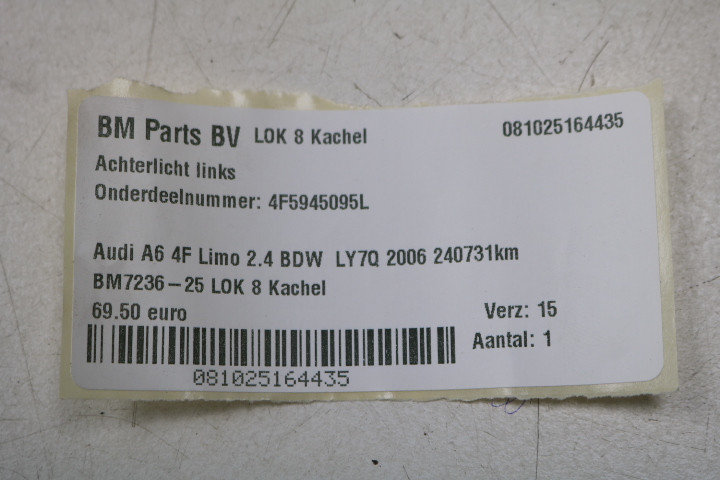 BM Parts BV LOK 8 Kachel 081025164435
Achterlicht links
Onderdeelnummer: 4F5945095L
Audi A6 4F Limo 2.4 BDW LY7Q 2006 240731km
BM7236-25 LOK 8 Kachel
69.50 euro Verz: 15
Aantal: 1
081025164435